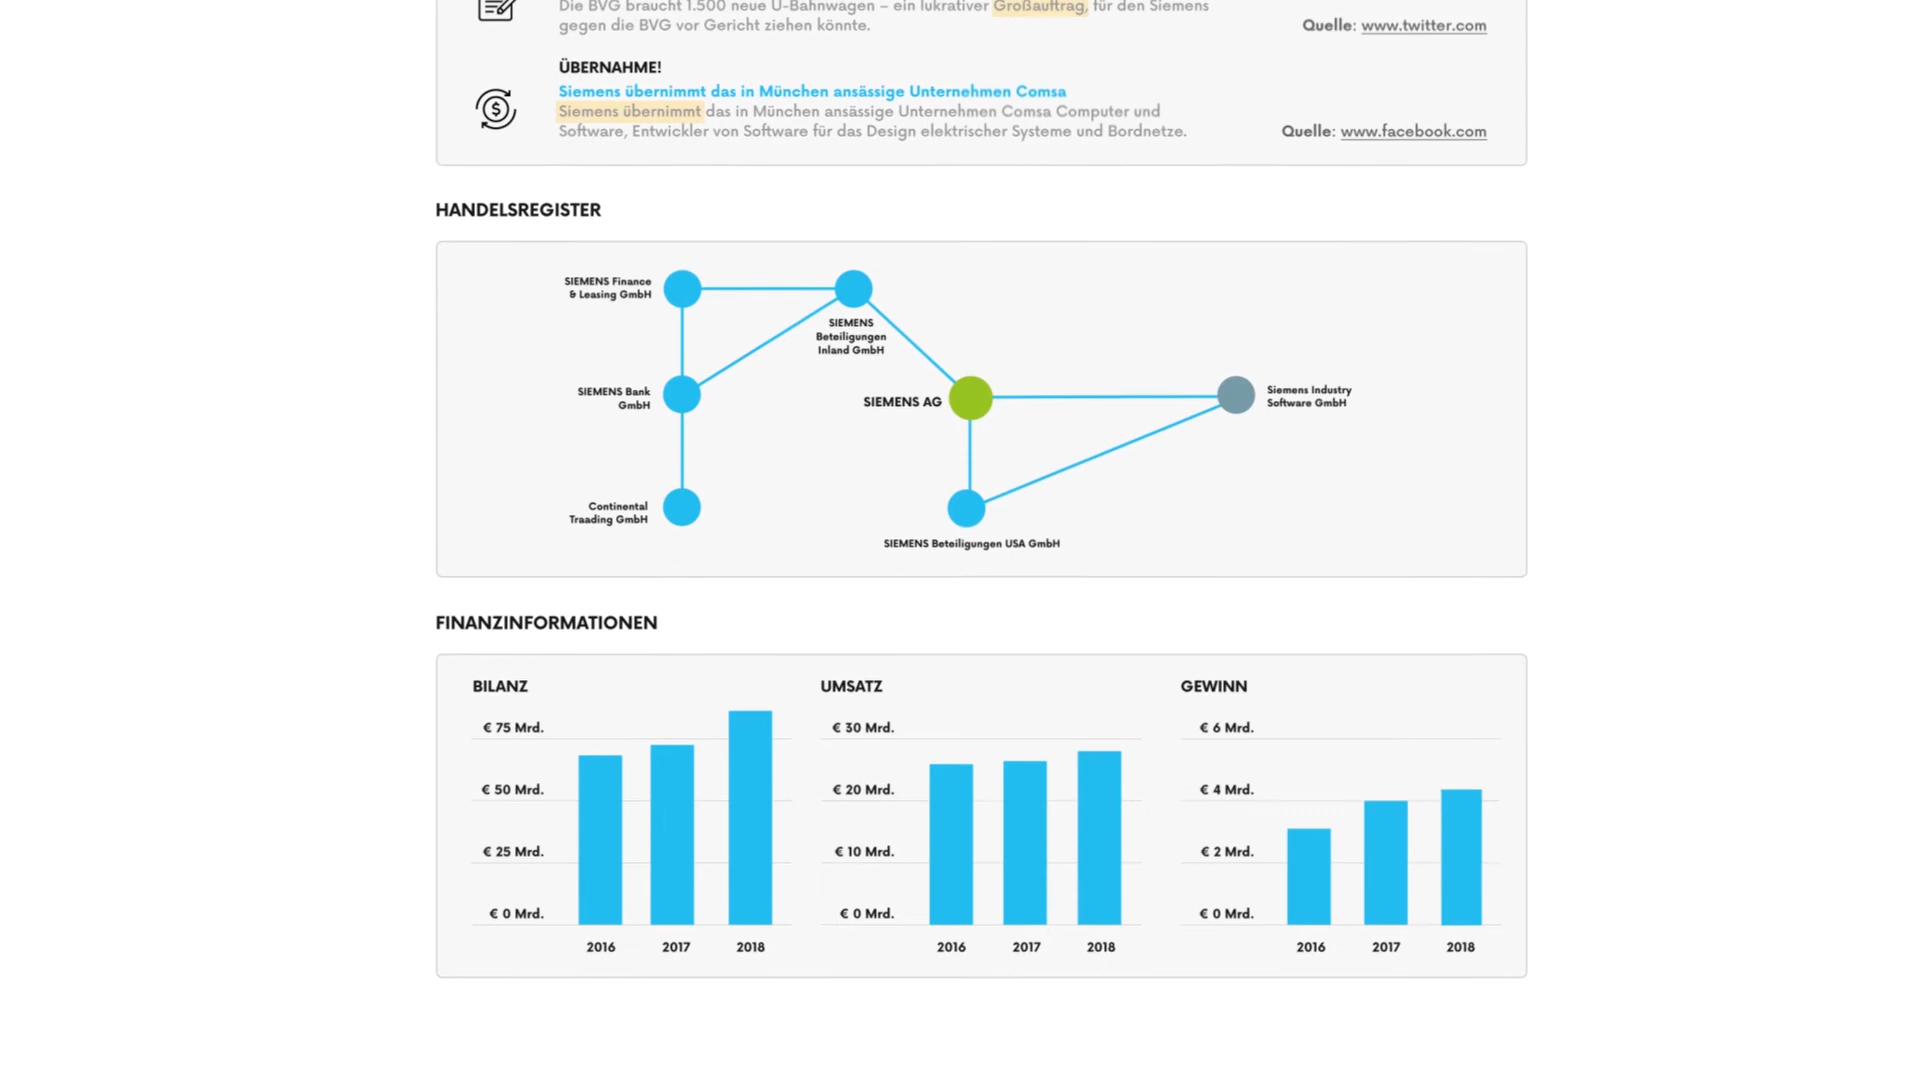 Die BVG braucht 1.500 neue U-Bahnwagen – ein lukrativer Großauftrag, für den Siemens
gegen die BVG vor Gericht ziehen könnte.
Quelle: www.twitter.com
ÜBERNAHME!
Siemens übernimmt das in München ansässige Unternehmen Comsa
Siemens übernimmt das in München ansässige Unternehmen Comsa Computer und
Software, Entwickler von Software für das Design elektrischer Systeme und Bordnetze.
Quelle: www.facebook.com
HANDELSREGISTER
SIEMENS Finance
& Leasing GmbH
SIEMENS
Beteiligungen
Inland GmbH
SIEMENS Bank
GmbH
SIEMENS AG
Siemens Industry
Software GmbH
Continental
Traading GmbH
SIEMENS Beteiligungen USA GmbH
FINANZINFORMATIONEN
BILANZ
€ 75 Mrd.
€ 50 Mrd.
€ 25 Mrd.
€ 0 Mrd.
2016 2017 2018
UMSATZ
€ 30 Mrd.
€ 20 Mrd.
€ 10 Mrd.
€ 0 Mrd.
2016 2017 2018
GEWINN
€ 6 Mrd.
€ 4 Mrd.
€ 2 Mrd.
€ 0 Mrd.
2016 2017 2018